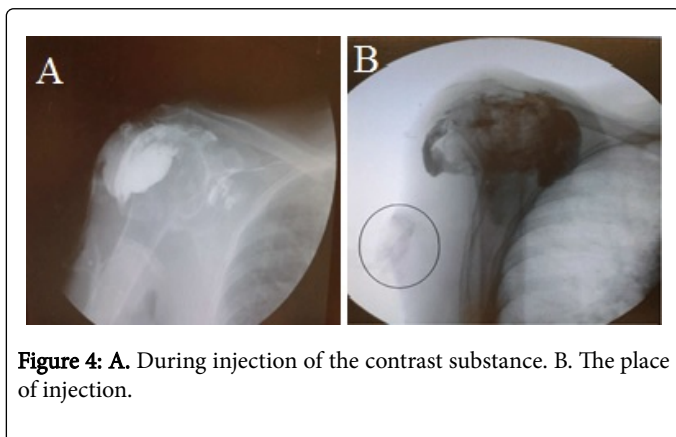 A
B
Figure 4: A. During injection of the contrast substance. B. The place
of injection.